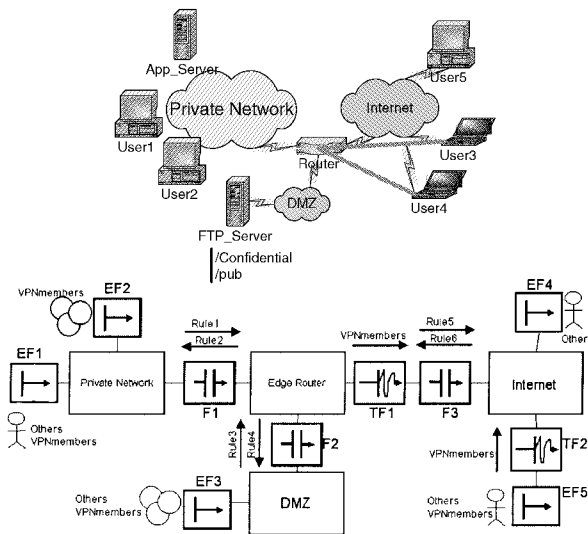 App_Server
Private Network
User1
User2
Internet
User5
Router
User3
DMZ
User4
FTP_Server
/Confidential
/pub
VPNmembers
EF2
EF4
Other
EF1
Private Network
Rule1
Rule2
Edge Router
VPNmembers
Rule5
Rule6
Internet
Others
VPNmembers
F1
TF1
F3
Rule3
Rule4
F2
VPNmembers
TF2
Others
VPNmembers
EF3
DMZ
Others
VPNmembers
EF5